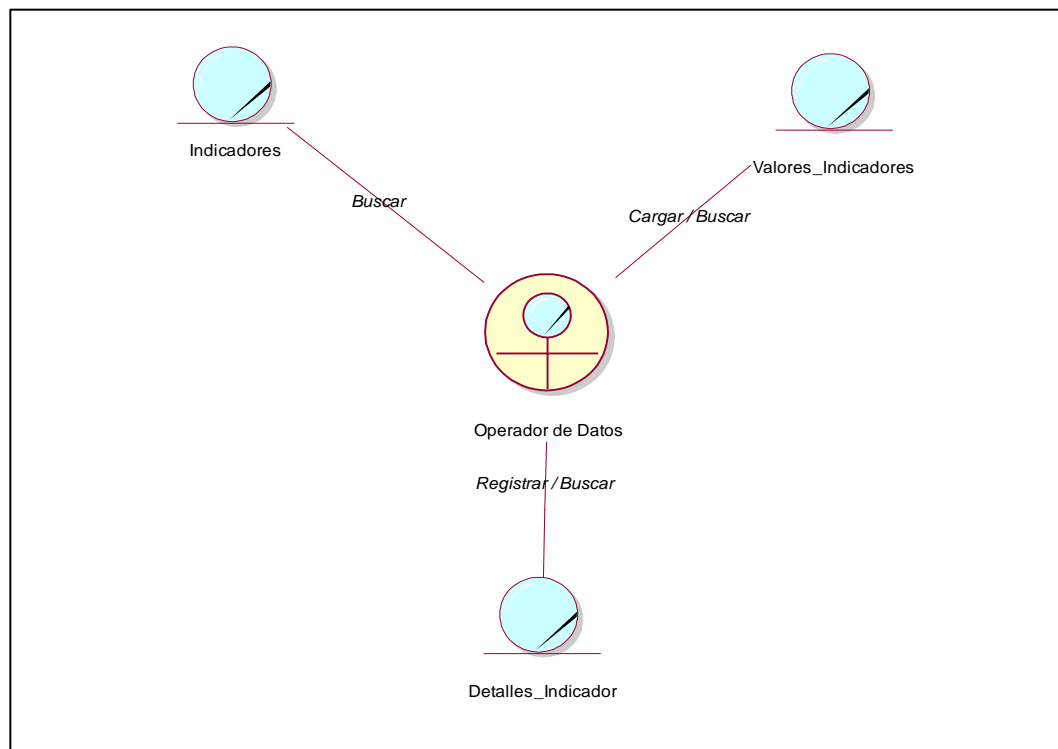 Indicadores
Valores_Indicadores
Buscar
Cargar / Buscar
Operador de Datos
Registrar / Buscar
Detalles_Indicador